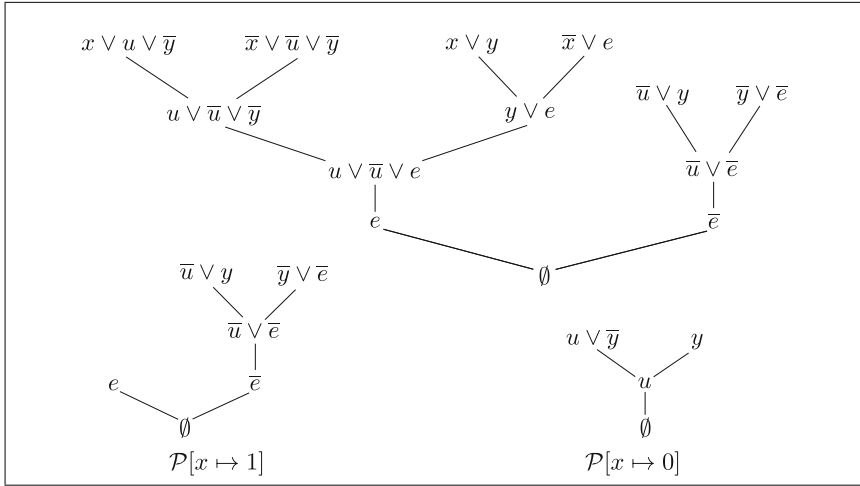 x ∨ u ∨ y̅ x̅ ∨ u̅ ∨ y̅ x ∨ y x̅ ∨ e
u̅ ∨ y y̅ ∨ e̅
u ∨ u̅ ∨ y̅ y ∨ e
u ∨ u̅ ∨ e u̅ ∨ e̅
e e̅
∅
u̅ ∨ y y̅ ∨ e̅
u̅ ∨ e̅ u ∨ y̅ y
e e̅ u
∅ ∅
𝒫[x ↦ 1] 𝒫[x ↦ 0]